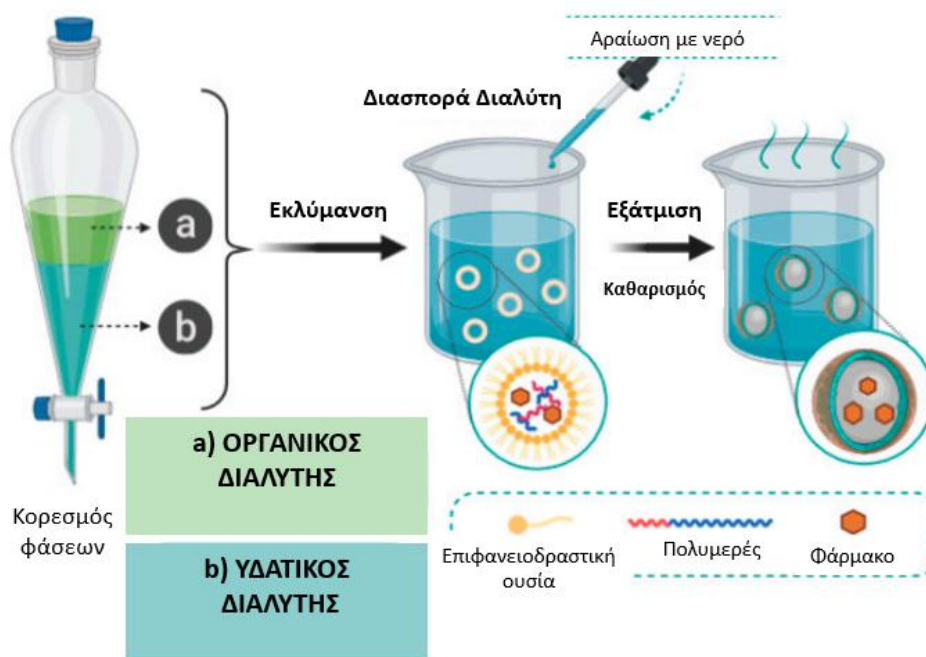 Αραίωση με νερό
Διασπορά Διαλύτη
a
b
Εκλύμανση
Εξάτμιση
Καθαρισμός
a) ΟΡΓΑΝΙΚΟΣ
ΔΙΑΛΥΤΗΣ
b) ΥΔΑΤΙΚΟΣ
ΔΙΑΛΥΤΗΣ
Κορεσμός
φάσεων
Επιφανειοδραστική
ουσία
Πολυμερές
Φάρμακο